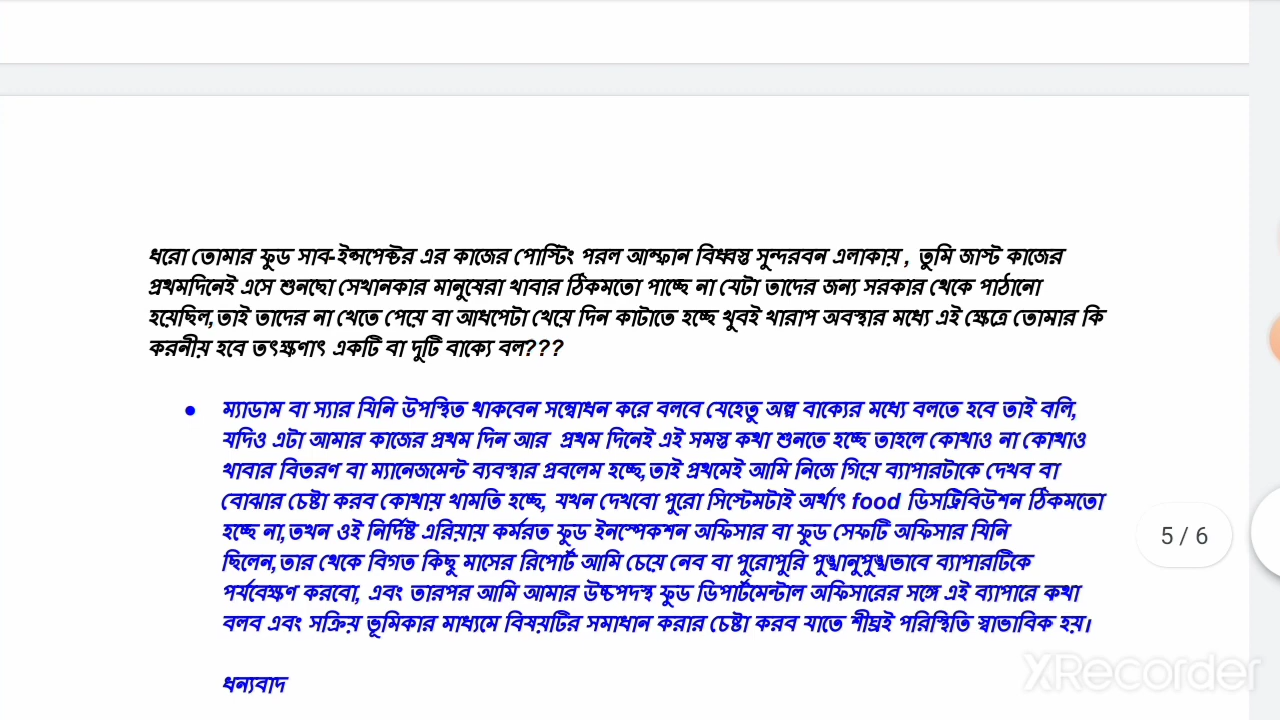 ধরো তোমার ফুড সাব-ইন্সপেক্টর এর কাজের পোস্টিং পরল আম্ফান বিধ্বস্ত সুন্দরবন এলাকায় , তুমি জাস্ট কাজের
প্রথমদিনেই এসে শুনছো সেখানকার মানুষেরা খাবার ঠিকমতো পাচ্ছে না যেটা তাদের জন্য সরকার থেকে পাঠানো
হয়েছিল,তাই তাদের না খেতে পেয়ে বা আধপেটা খেয়ে দিন কাটাতে হচ্ছে খুবই খারাপ অবস্থার মধ্যে এই ক্ষেত্রে তোমার কি
করনীয় হবে তৎক্ষণাৎ একটি বা দুটি বাক্যে বল???
● ম্যাডাম বা স্যার যিনি উপস্থিত থাকবেন সম্বোধন করে বলবে যেহেতু অল্প বাক্যের মধ্যে বলতে হবে তাই বলি,
যদিও এটা আমার কাজের প্রথম দিন আর প্রথম দিনেই এই সমস্ত কথা শুনতে হচ্ছে তাহলে কোথাও না কোথাও
খাবার বিতরণ বা ম্যানেজমেন্ট ব্যবস্থার প্রবলেম হচ্ছে,তাই প্রথমেই আমি নিজে গিয়ে ব্যাপারটাকে দেখব বা
বোঝার চেষ্টা করব কোথায় খামতি হচ্ছে, যখন দেখবো পুরো সিস্টেমটাই অর্থাৎ food ডিসট্রিবিউশন ঠিকমতো
হচ্ছে না,তখন ওই নির্দিষ্ট এরিয়ায় কর্মরত ফুড ইনস্পেকশন অফিসার বা ফুড সেফটি অফিসার যিনি
ছিলেন,তার থেকে বিগত কিছু মাসের রিপোর্ট আমি চেয়ে নেব বা পুরোপুরি পুঙ্খানুপুঙ্খভাবে ব্যাপারটিকে
পর্যবেক্ষণ করবো, এবং তারপর আমি আমার উচ্চপদস্থ ফুড ডিপার্টমেন্টাল অফিসারের সঙ্গে এই ব্যাপারে কথা
বলব এবং সক্রিয় ভূমিকার মাধ্যমে বিষয়টির সমাধান করার চেষ্টা করব যাতে শীঘ্রই পরিস্থিতি স্বাভাবিক হয়।
ধন্যবাদ
5 / 6
XRecorder